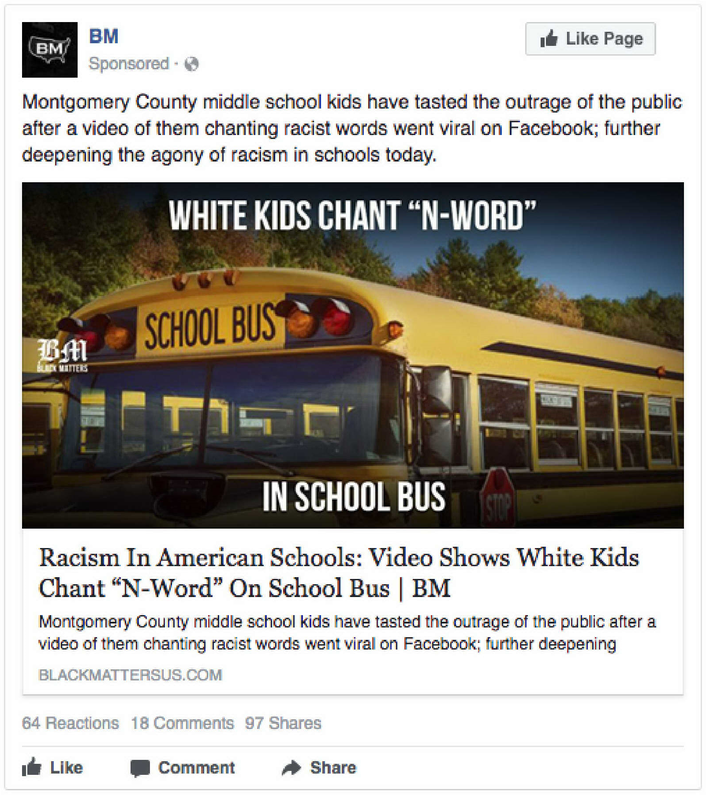 BM
BM
Like Page
Sponsored ·
Montgomery County middle school kids have tasted the outrage of the public
after a video of them chanting racist words went viral on Facebook; further
deepening the agony of racism in schools today.
WHITE KIDS CHANT “N-WORD”
SCHOOL BUS
BM
BLACK MATTERS
IN SCHOOL BUS
STOP
Racism In American Schools: Video Shows White Kids
Chant “N-Word” On School Bus | BM
Montgomery County middle school kids have tasted the outrage of the public after a
video of them chanting racist words went viral on Facebook; further deepening
BLACKMATTERSUS.COM
64 Reactions 18 Comments 97 Shares
Like Comment Share